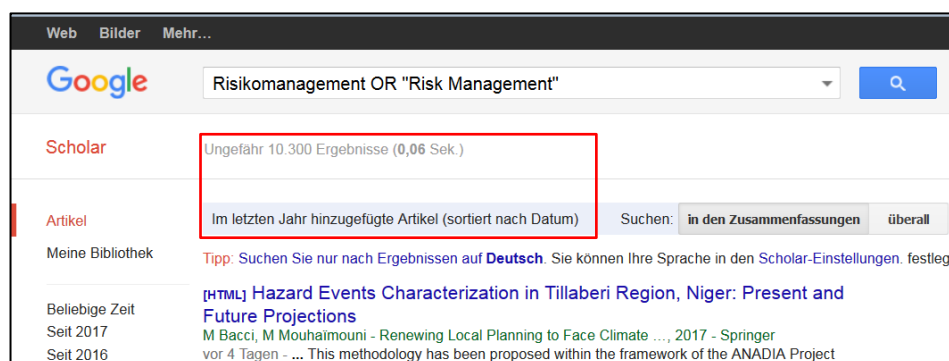 Web Bilder Mehr...
Google Risikomanagement OR "Risk Management"
Scholar Ungefähr 10.300 Ergebnisse (0,06 Sek.)
Artikel Im letzten Jahr hinzugefügte Artikel (sortiert nach Datum) Suchen: in den Zusammenfassungen überall
Meine Bibliothek Tipp: Suchen Sie nur nach Ergebnissen auf Deutsch. Sie können Ihre Sprache in den Scholar-Einstellungen. festleg
[HTML] Hazard Events Characterization in Tillaberi Region, Niger: Present and
Beliebige Zeit Future Projections
Seit 2017 M Bacci, M Mouhaïmouni - Renewing Local Planning to Face Climate …, 2017 - Springer
Seit 2016 vor 4 Tagen - ... This methodology has been proposed within the framework of the ANADIA Project